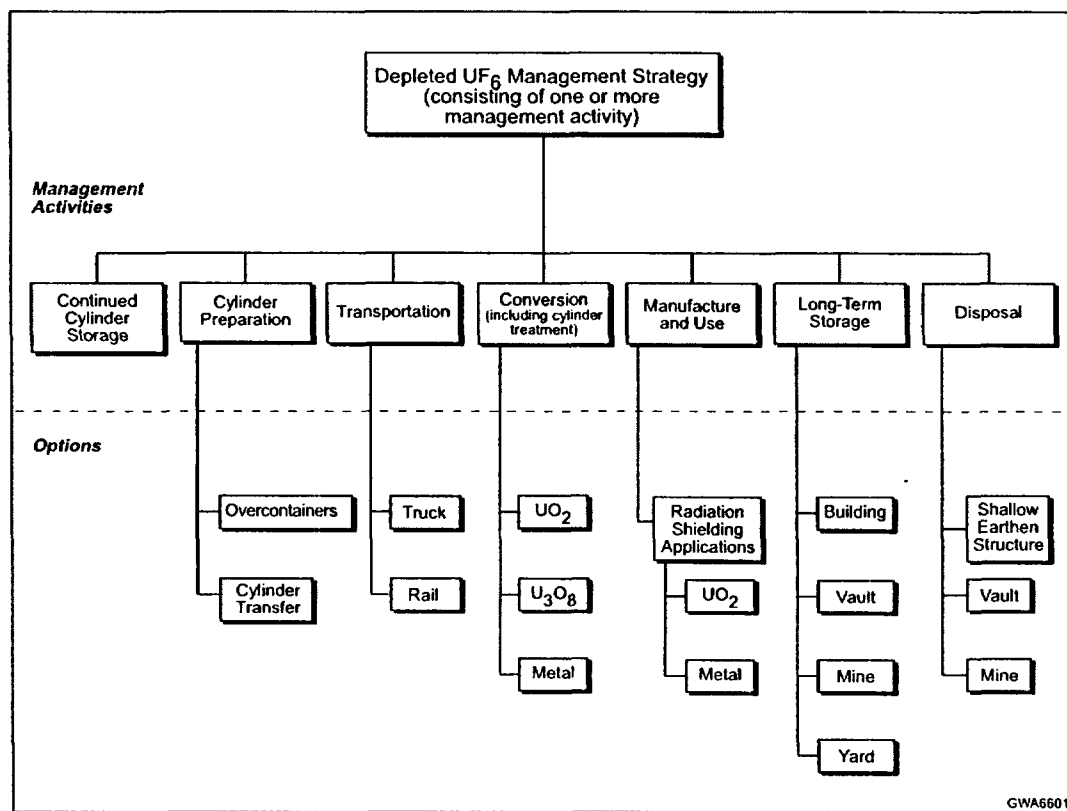 Depleted UF6 Management Strategy
(consisting of one or more
management activity)
Management
Activities
Continued
Cylinder
Storage
Cylinder
Preparation
Transportation
Conversion
(including cylinder
treatment)
Manufacture
and Use
Long-Term
Storage
Disposal
Options
Overcontainers
Cylinder
Transfer
Truck
Rail
UO2
U3O8
Metal
Radiation
Shielding
Applications
UO2
Metal
Building
Vault
Mine
Yard
Shallow
Earthen
Structure
Vault
Mine
GWA6601